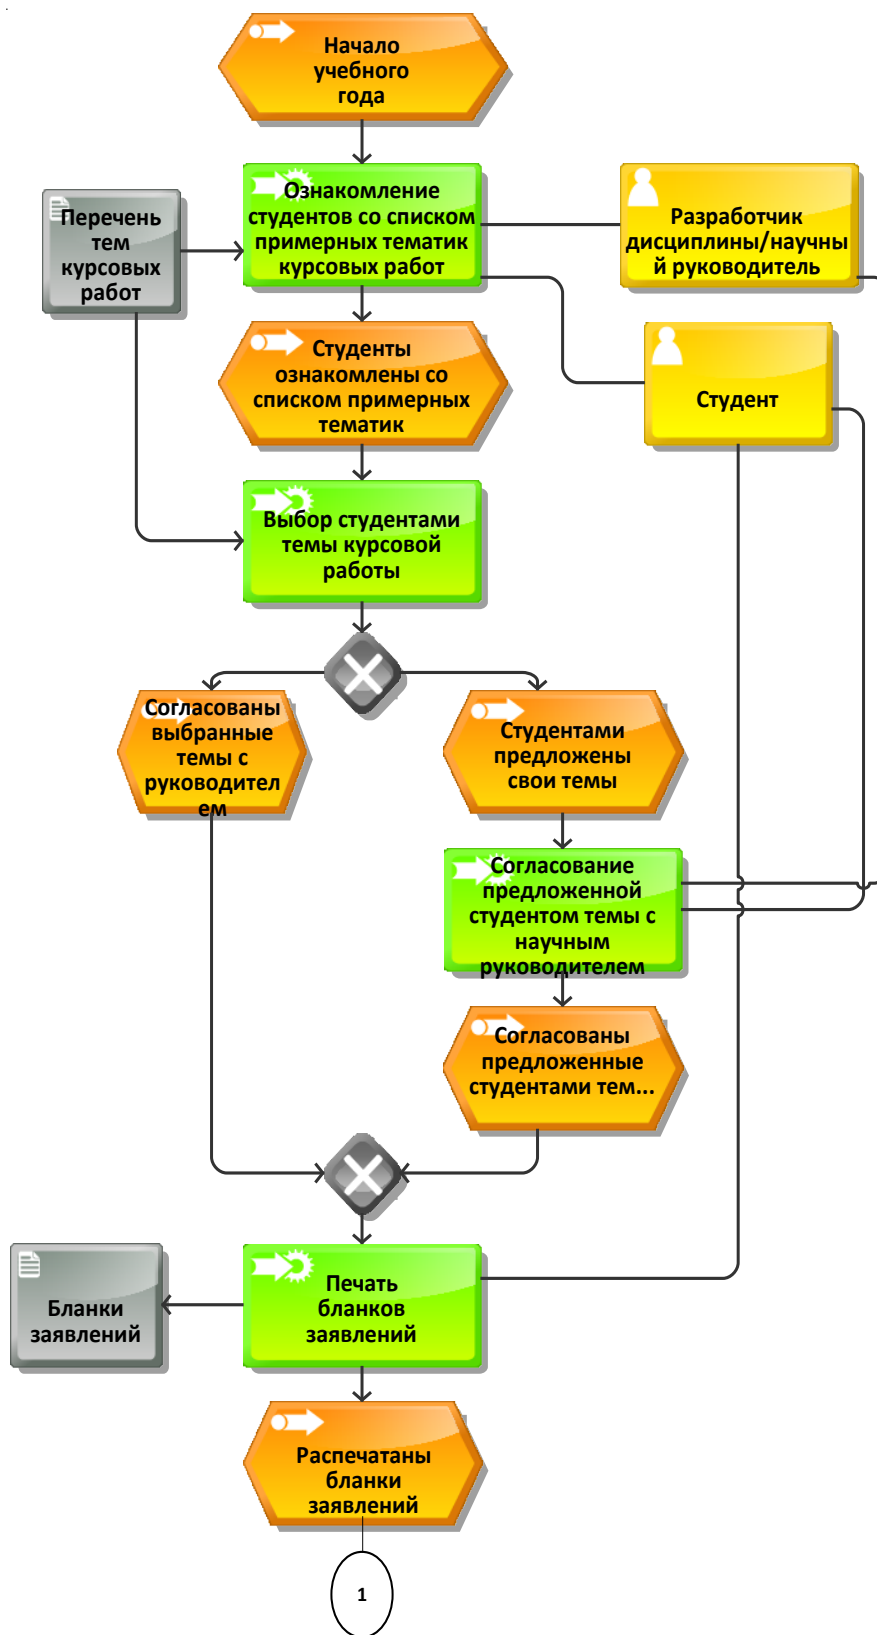 Начало
учебного
года
Ознакомление
студентов со списком
примерных тематик
курсовых работ
Перечень
тем
курсовых
работ
Разработчик
дисциплины/научны
й руководитель
Студенты
ознакомлены со
списком примерных
тематик
Студент
Выбор студентами
темы курсовой
работы
Согласованы
выбранные
темы с
руководител
ем
Студентами
предложены
свои темы
Согласование
предложенной
студентом темы с
научным
руководителем
Согласованы
предложенные
студентами тем...
Бланки
заявлений
Печать
бланков
заявлений
Распечатаны
бланки
заявлений
1